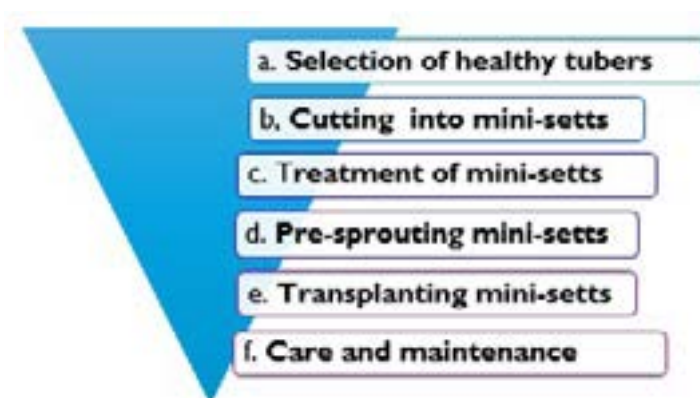 a. Selection of healthy tubers
b. Cutting into mini-setts
c. Treatment of mini-setts
d. Pre-sprouting mini-setts
e. Transplanting mini-setts
f. Care and maintenance